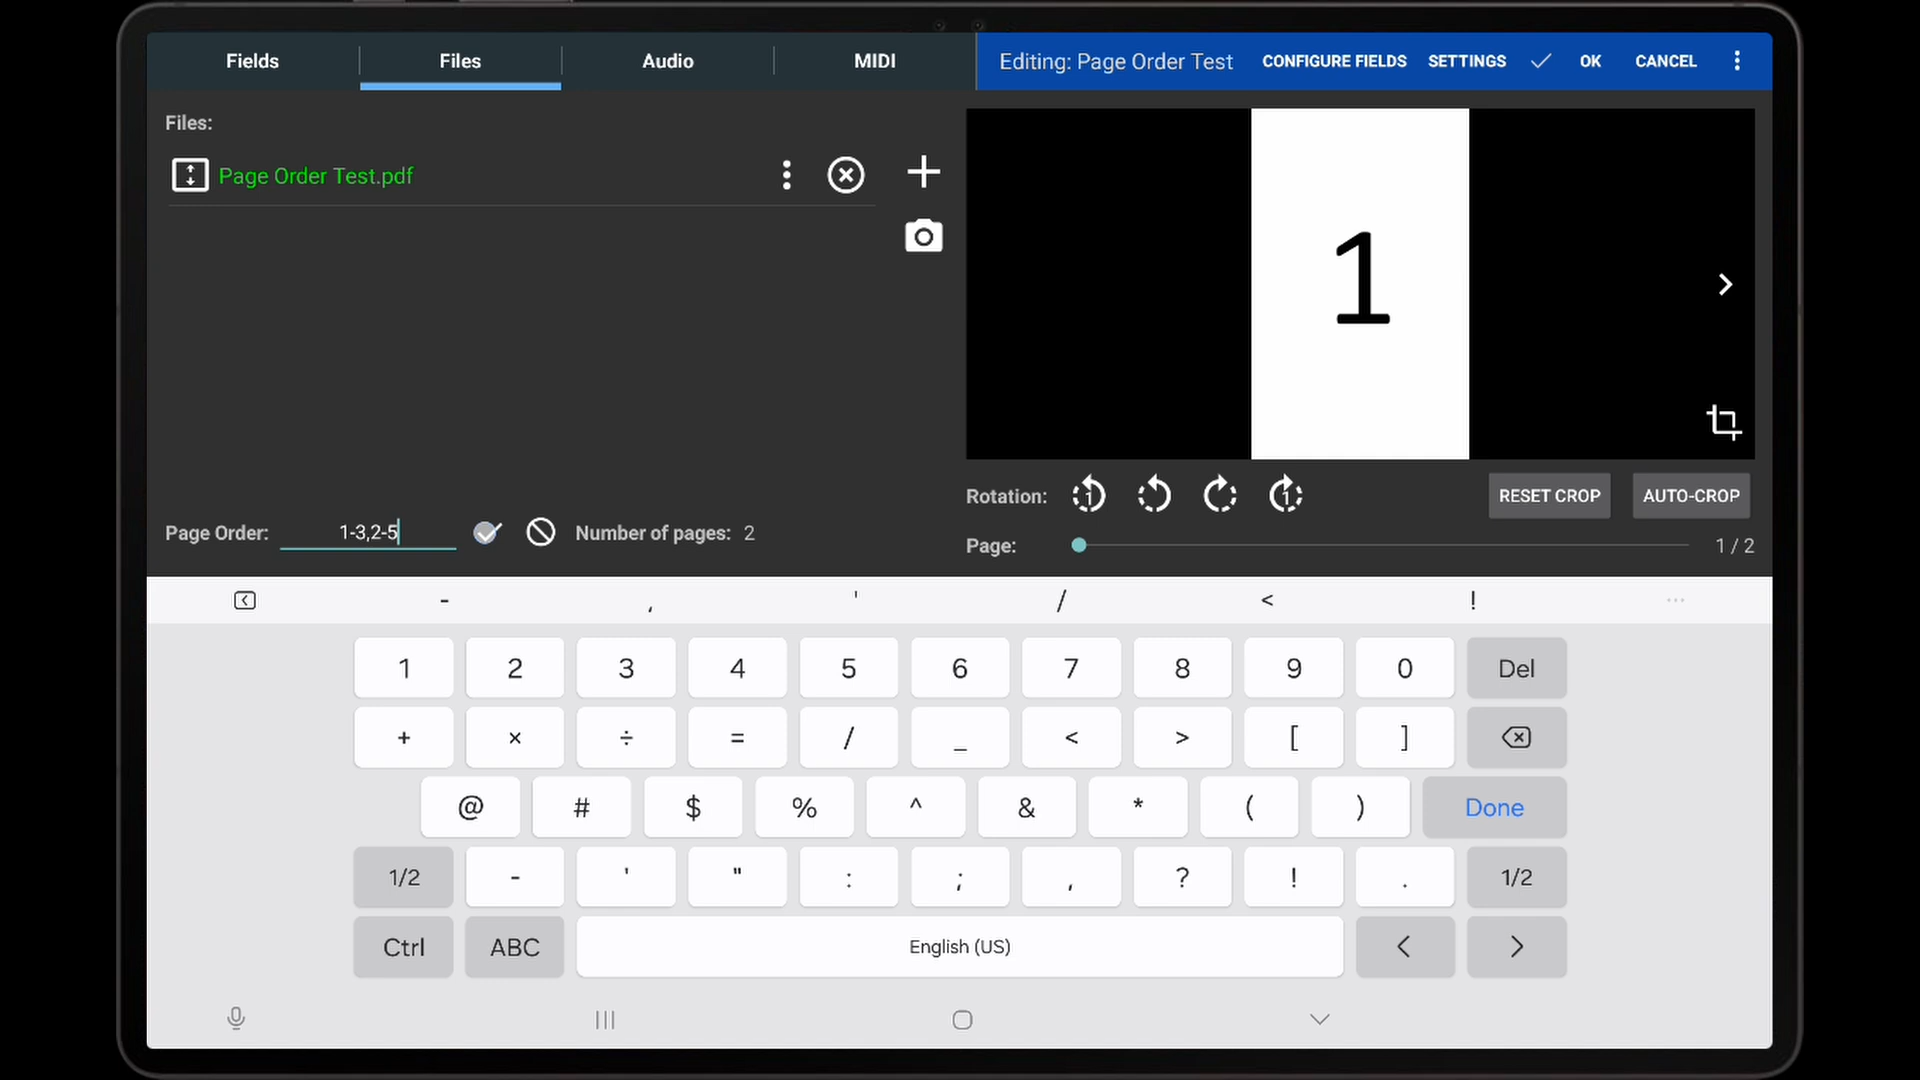 Fields Files Audio MIDI Editing: Page Order Test CONFIGURE FIELDS SETTINGS OK CANCEL
Files:
Page Order Test.pdf
1
Rotation: 1 1 RESET CROP AUTO-CROP
Page Order: 1-3,2-5 Number of pages: 2
Page: 1 / 2
- , ' / < ! ...
1 2 3 4 5 6 7 8 9 0 Del
+ × ÷ = / _ < > [ ]
@ # $ % ^ & * ( ) Done
1/2 - ' " : ; , ? ! . 1/2
Ctrl ABC English (US) < >